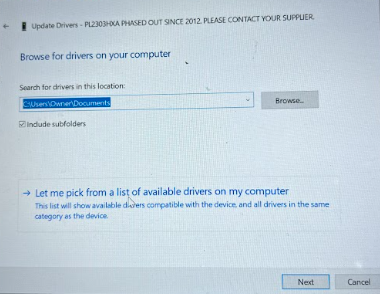 Update Drivers - PL2303HXA PHASED OUT SINCE 2012. PLEASE CONTACT YOUR SUPPLIER.
Browse for drivers on your computer
Search for drivers in this location:
C:\Users\Owner\Documents
Browse...
Include subfolders
Let me pick from a list of available drivers on my computer
This list will show available drivers compatible with the device, and all drivers in the same
category as the device.
Next
Cancel